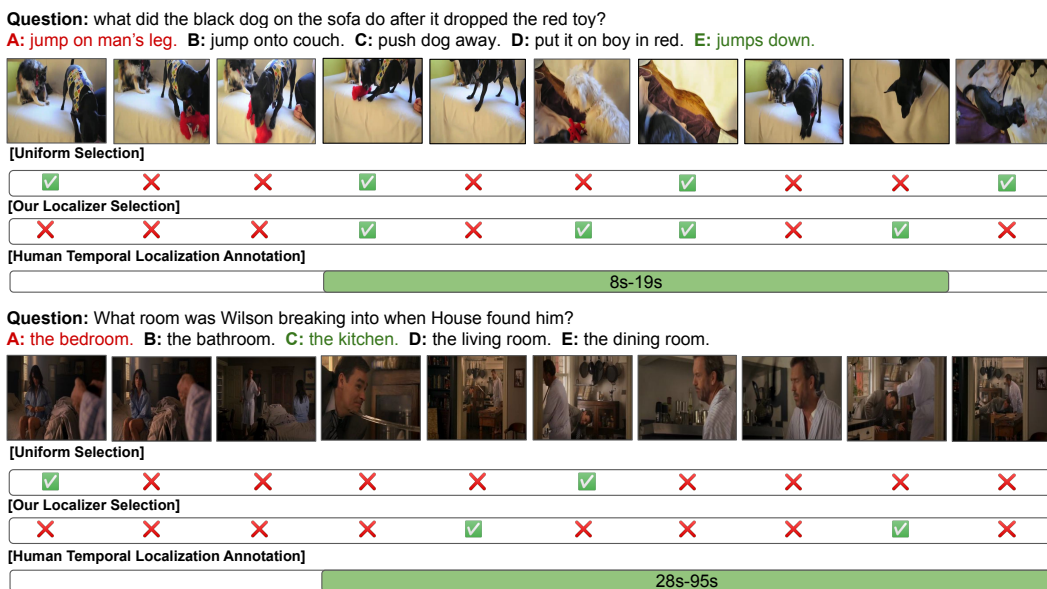 Question: what did the black dog on the sofa do after it dropped the red toy?
A: jump on man's leg. B: jump onto couch. C: push dog away. D: put it on boy in red. E: jumps down.
[Uniform Selection]
[Our Localizer Selection]
[Human Temporal Localization Annotation]
8s-19s
Question: What room was Wilson breaking into when House found him?
A: the bedroom. B: the bathroom. C: the kitchen. D: the living room. E: the dining room.
[Uniform Selection]
[Our Localizer Selection]
[Human Temporal Localization Annotation]
28s-95s